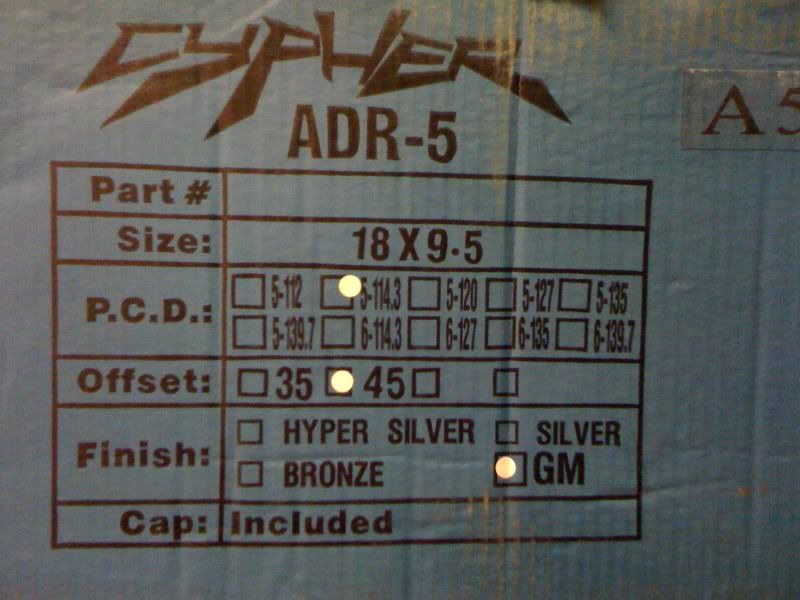 CYPHER
ADR-5
A 5
Part #
Size: 18 X 9.5
P.C.D.: 5-112 5-114.3 5-120 5-127 5-135
5-139.7 6-114.3 6-127 6-135 6-139.7
Offset: 35 45
Finish: HYPER SILVER SILVER
BRONZE GM
Cap: Included